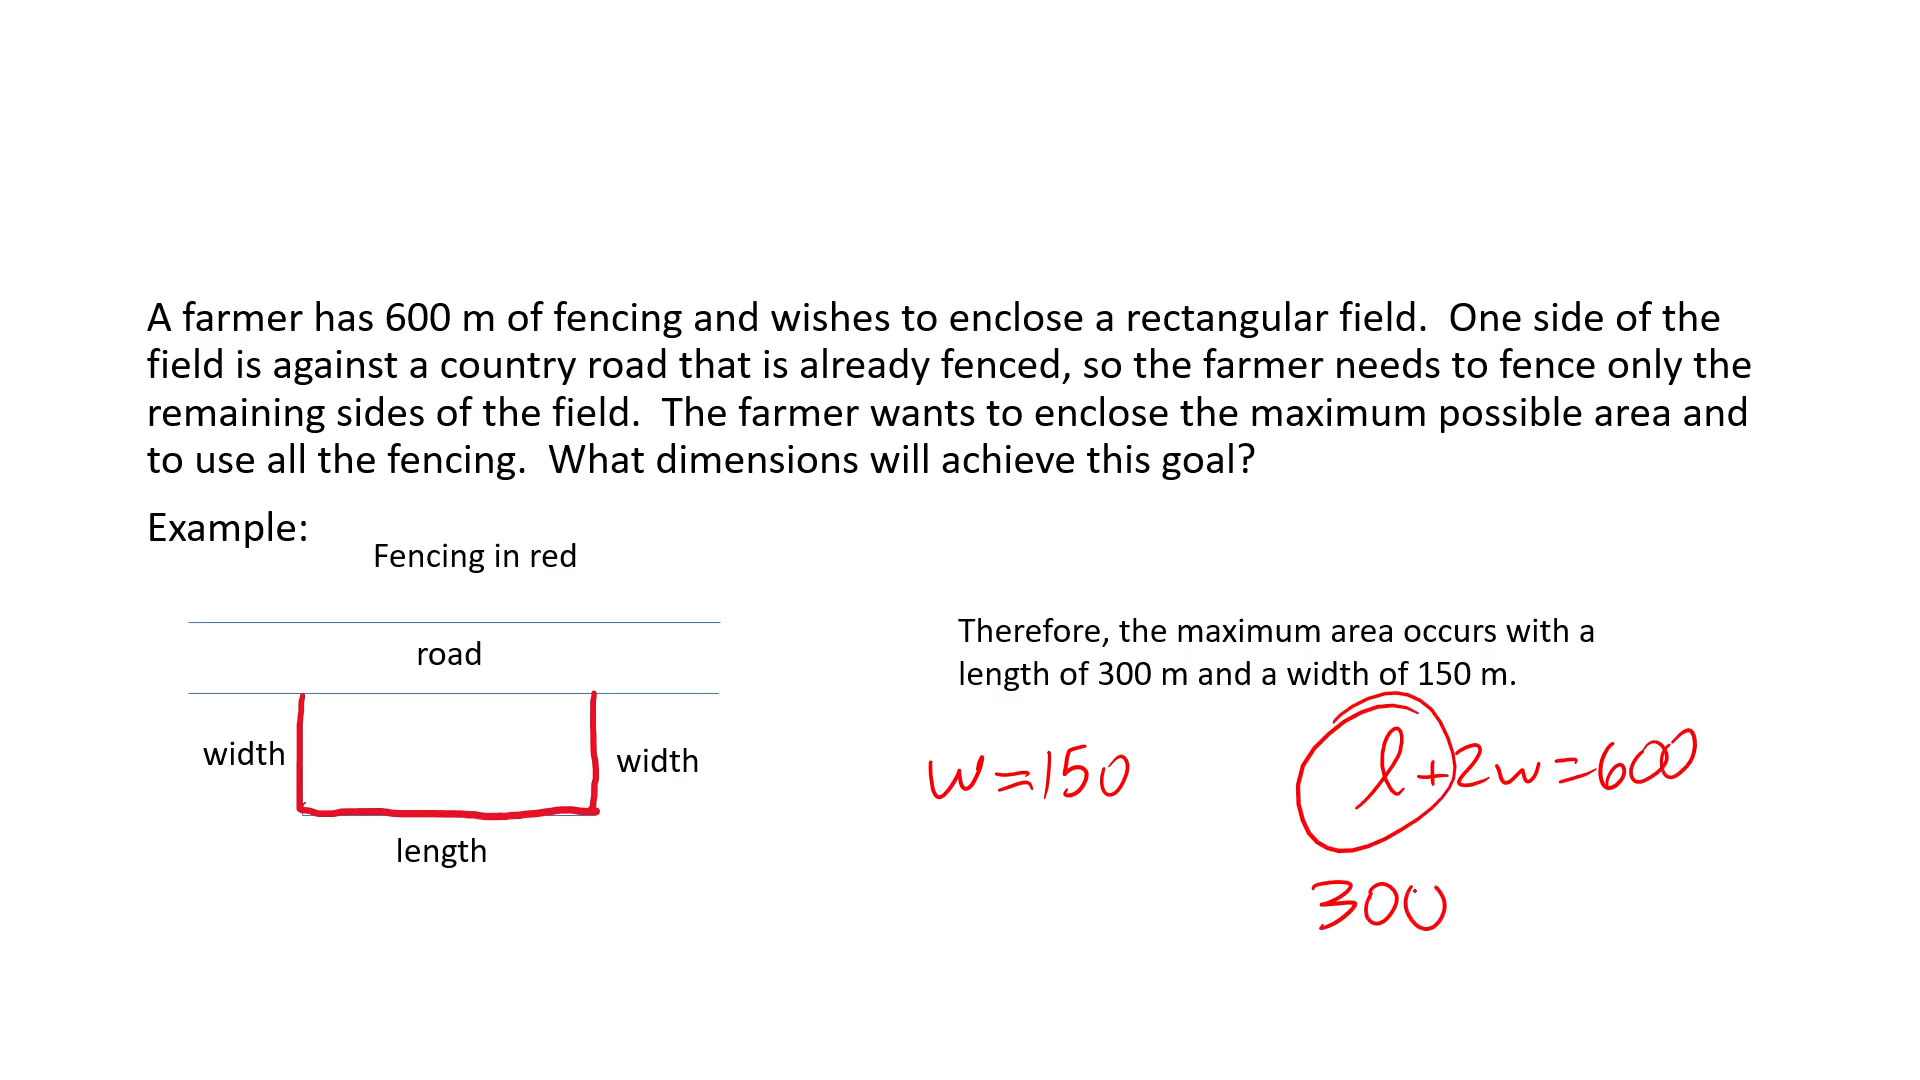 A farmer has 600 m of fencing and wishes to enclose a rectangular field.  One side of the
field is against a country road that is already fenced, so the farmer needs to fence only the
remaining sides of the field.  The farmer wants to enclose the maximum possible area and
to use all the fencing.  What dimensions will achieve this goal?
Example:
Fencing in red
road
width
width
length
Therefore, the maximum area occurs with a
length of 300 m and a width of 150 m.
w=150
l+2w=600
300